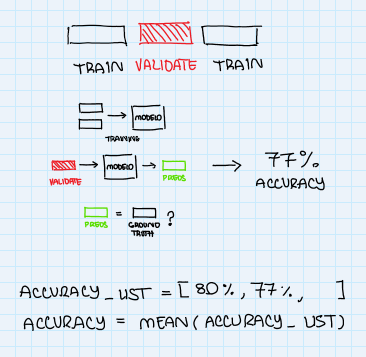 TRAIN VALIDATE TRAIN
MODELO
TRAINING
MODELO
VALIDATE PREDS
77%
ACCURACY
=
?
PREDS GROUND
TRUTH
ACCURACY_LIST = [80%, 77%, ]
ACCURACY = MEAN(ACCURACY_LIST)